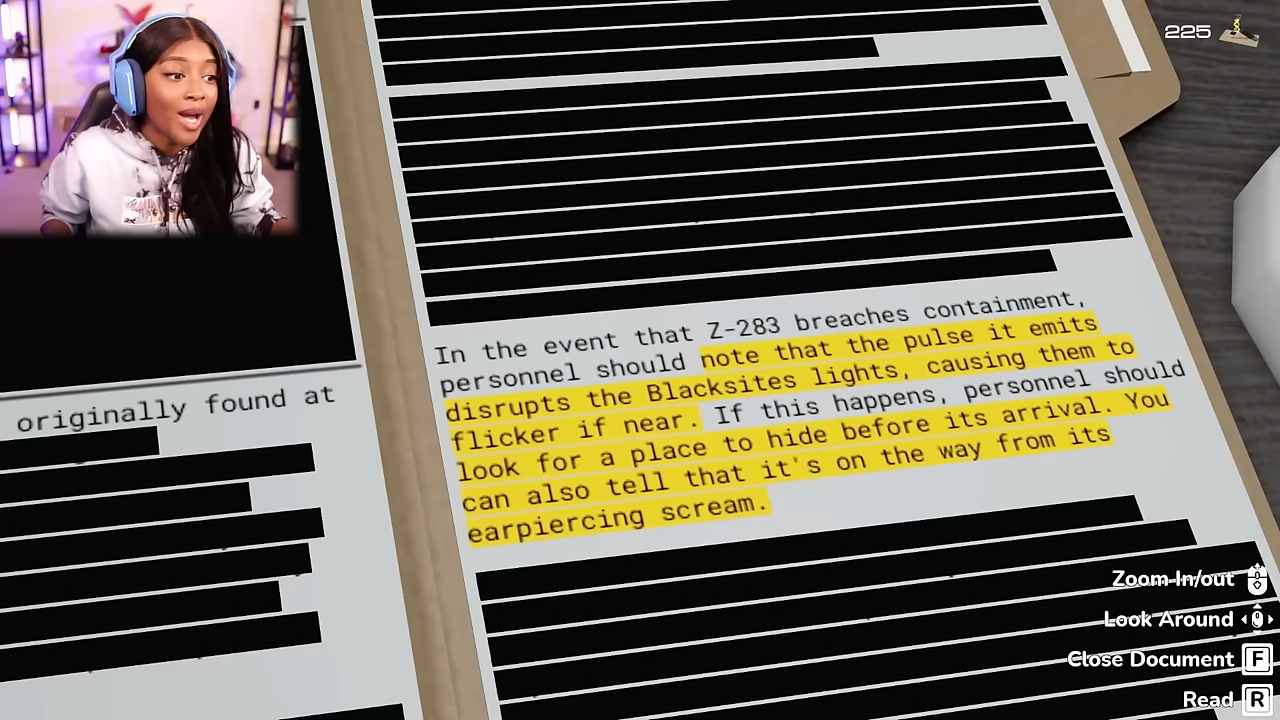 225
originally found at
In the event that Z-283 breaches containment,
personnel should note that the pulse it emits
disrupts the Blacksites lights, causing them to
flicker if near. If this happens, personnel should
look for a place to hide before its arrival. You
can also tell that it's on the way from its
earpiercing scream.
Zoom In/out
Look Around
Close Document F
Read R